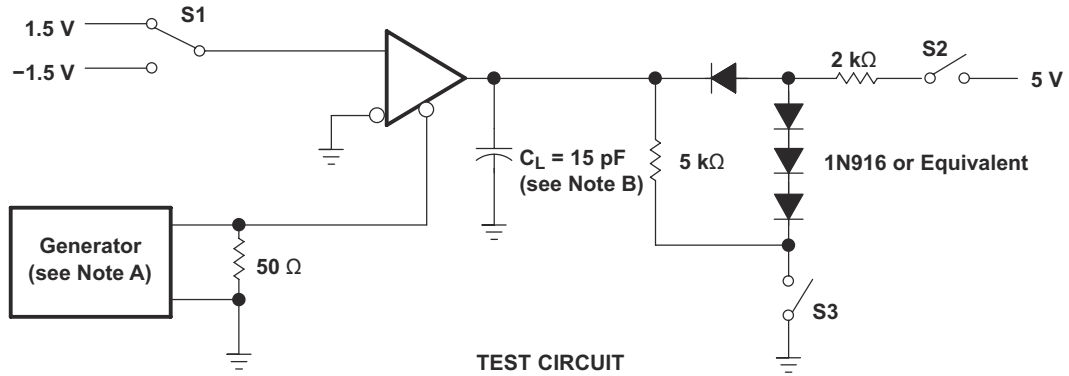 S1
1.5 V
−1.5 V
S2
2 kΩ
5 V
CL = 15 pF
(see Note B)
5 kΩ
1N916 or Equivalent
Generator
(see Note A)
50 Ω
S3
TEST CIRCUIT